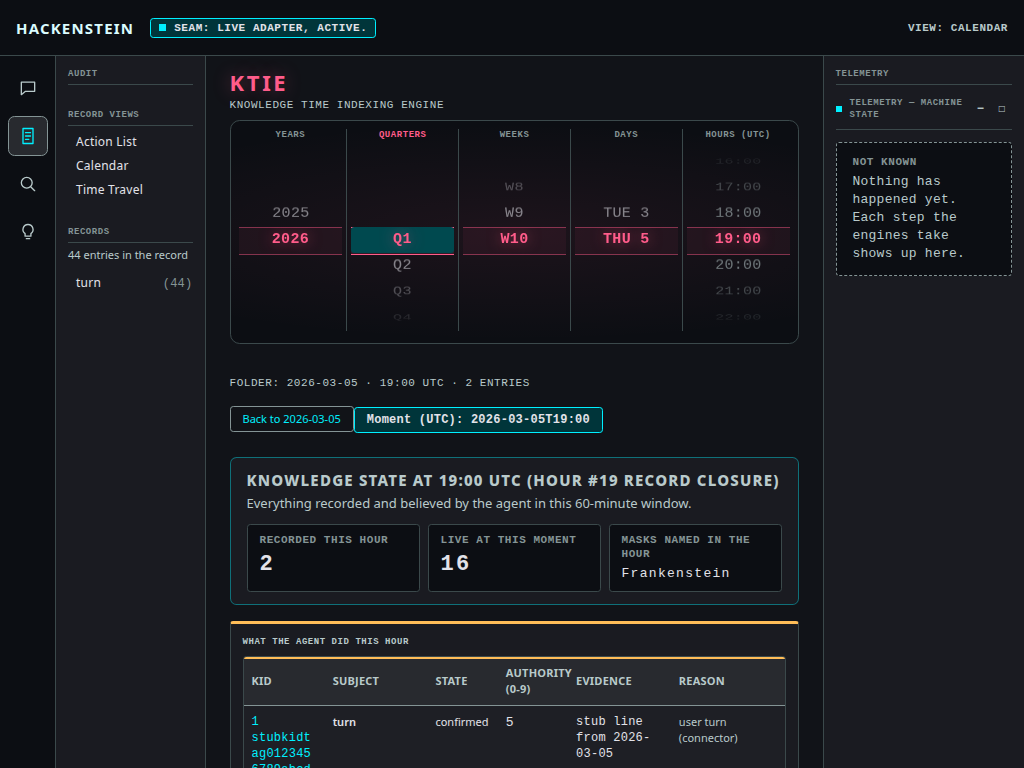 HACKENSTEIN
SEAM: LIVE ADAPTER, ACTIVE.
VIEW: CALENDAR
AUDIT
RECORD VIEWS
Action List
Calendar
Time Travel
RECORDS
44 entries in the record
turn (44)
KTIE
KNOWLEDGE TIME INDEXING ENGINE
YEARS QUARTERS WEEKS DAYS HOURS (UTC)
16:00
W8 17:00
2025 W9 TUE 3 18:00
2026 Q1 W10 THU 5 19:00
Q2 20:00
Q3 21:00
Q4 22:00
FOLDER: 2026-03-05 · 19:00 UTC · 2 ENTRIES
Back to 2026-03-05
Moment (UTC): 2026-03-05T19:00
KNOWLEDGE STATE AT 19:00 UTC (HOUR #19 RECORD CLOSURE)
Everything recorded and believed by the agent in this 60-minute window.
RECORDED THIS HOUR
2
LIVE AT THIS MOMENT
16
MASKS NAMED IN THE
HOUR
Frankenstein
WHAT THE AGENT DID THIS HOUR
KID SUBJECT STATE AUTHORITY (0-9) EVIDENCE REASON
1 turn confirmed 5 stub line user turn
stubkidt from 2026- (connector)
ag012345 03-05
TELEMETRY
TELEMETRY — MACHINE
STATE
NOT KNOWN
Nothing has
happened yet.
Each step the
engines take
shows up here.